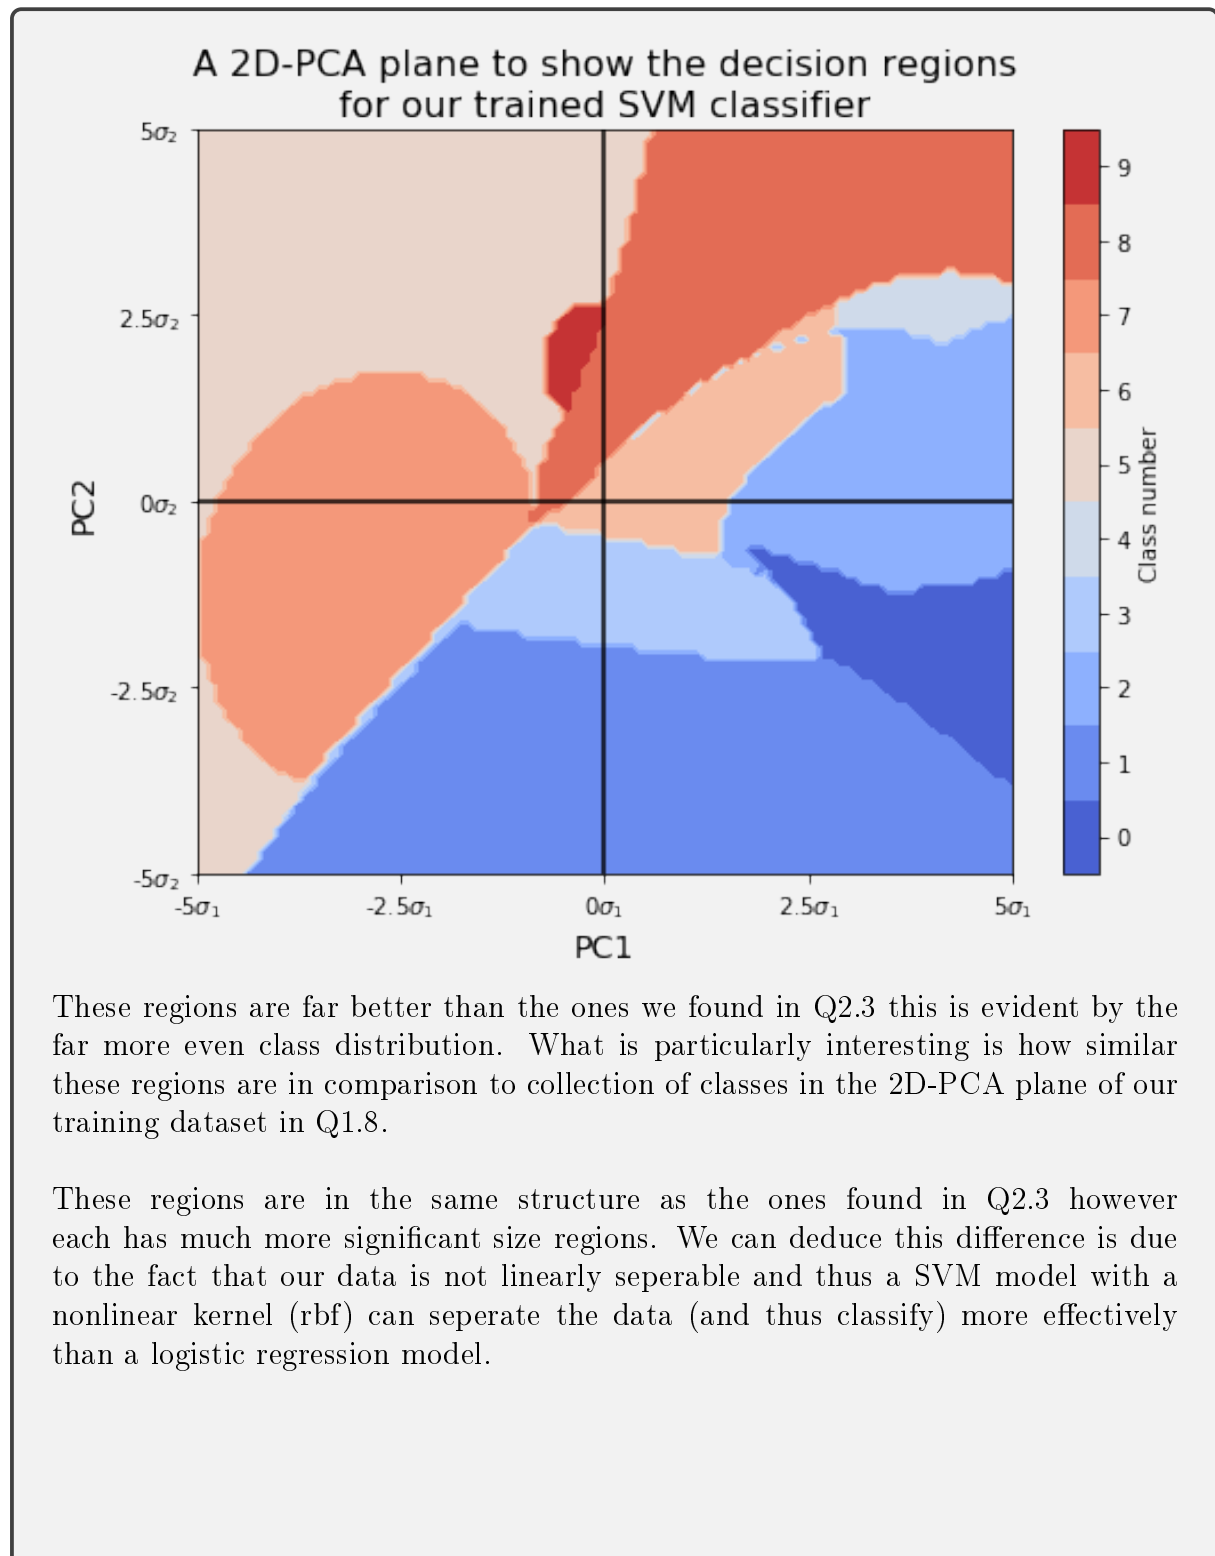 A 2D-PCA plane to show the decision regions
for our trained SVM classifier
5σ₂
2.5σ₂
0σ₂
-2.5σ₂
-5σ₂
PC2
-5σ₁
-2.5σ₁
0σ₁
2.5σ₁
5σ₁
PC1
9
8
7
6
5
4
3
2
1
0
Class number
These regions are far better than the ones we found in Q2.3 this is evident by the
far more even class distribution. What is particularly interesting is how similar
these regions are in comparison to collection of classes in the 2D-PCA plane of our
training dataset in Q1.8.
These regions are in the same structure as the ones found in Q2.3 however
each has much more significant size regions. We can deduce this difference is due
to the fact that our data is not linearly seperable and thus a SVM model with a
nonlinear kernel (rbf) can seperate the data (and thus classify) more effectively
than a logistic regression model.